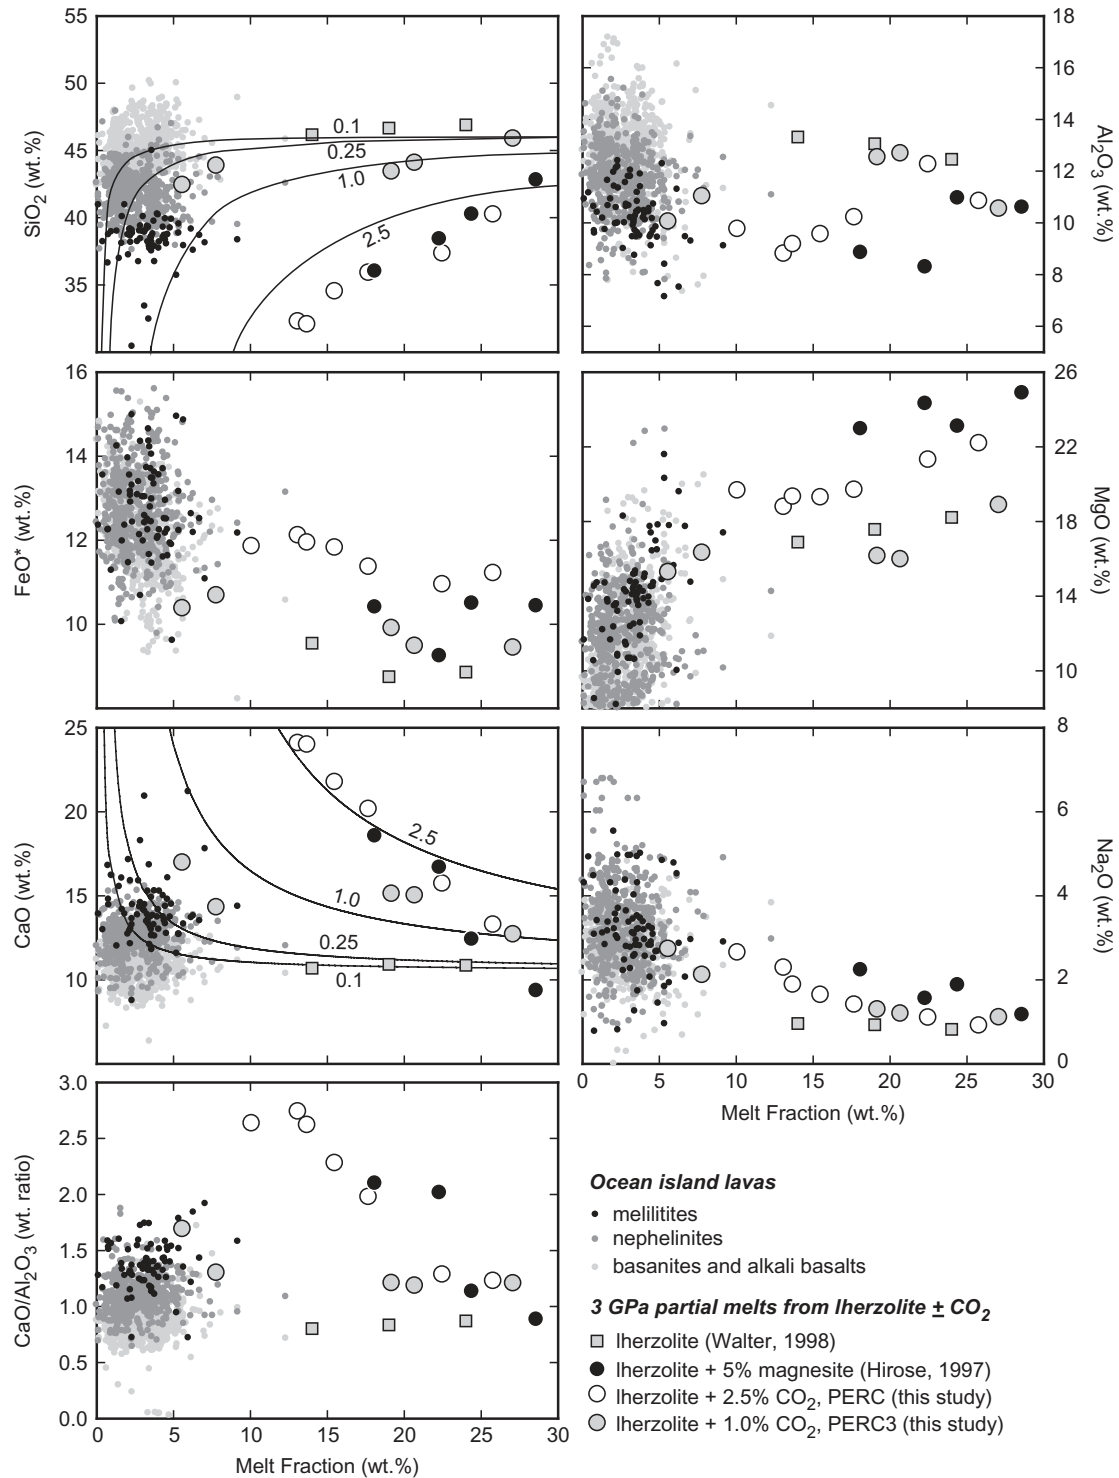 55
50
45
40
35
SiO2 (wt.%)
0.1
0.25
1.0
2.5
18
16
14
12
10
8
6
Al2O3 (wt.%)
16
14
12
10
FeO* (wt.%)
26
22
18
14
10
MgO (wt.%)
25
20
15
10
CaO (wt.%)
2.5
1.0
0.25
0.1
8
6
4
2
0
Na2O (wt.%)
0 5 10 15 20 25 30
Melt Fraction (wt.%)
3.0
2.5
2.0
1.5
1.0
0.5
0.0
CaO/Al2O3 (wt. ratio)
0 5 10 15 20 25 30
Melt Fraction (wt.%)
Ocean island lavas
melilitites
nephelinites
basanites and alkali basalts
3 GPa partial melts from lherzolite ± CO2
lherzolite (Walter, 1998)
lherzolite + 5% magnesite (Hirose, 1997)
lherzolite + 2.5% CO2, PERC (this study)
lherzolite + 1.0% CO2, PERC3 (this study)